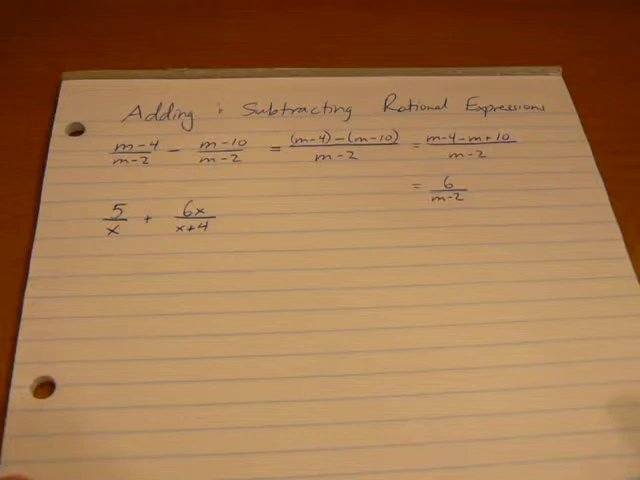 Adding & Subtracting Rational Expressions
(m-4)/(m-2) - (m-10)/(m-2) = ((m-4)-(m-10))/(m-2) = (m-4-m+10)/(m-2)
= 6/(m-2)
5/x + 6x/(x+4)